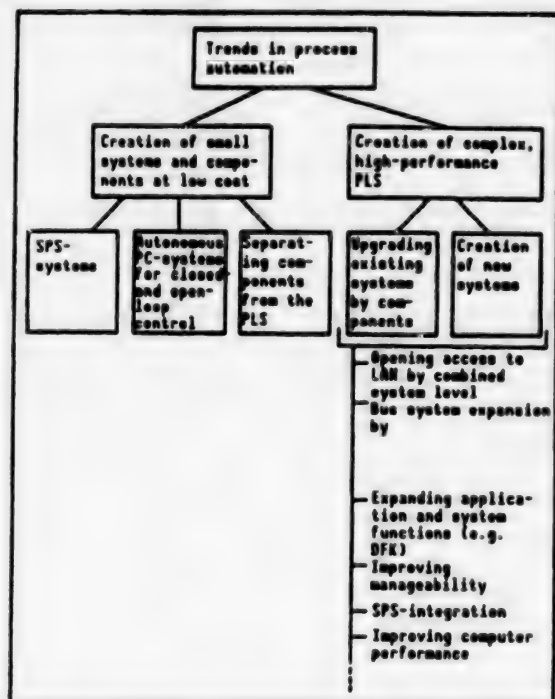 Trends in process
automation
Creation of small
systems and compo-
nents at low cost
Creation of complex,
high-performance
PLS
SPS-
systems
Autonomous
PC-systems
for closed
and open-
loop
control
Separat-
ing com-
ponents
from the
PLS
Upgrading
existing
systems
by com-
ponents
Creation
of new
systems
Opening access to
LAN by combined
system level
Bus system expansion
by
Expanding applica-
tion and system
functions (e.g.
DFK)
Improving
manageability
SPS-integration
Improving computer
performance